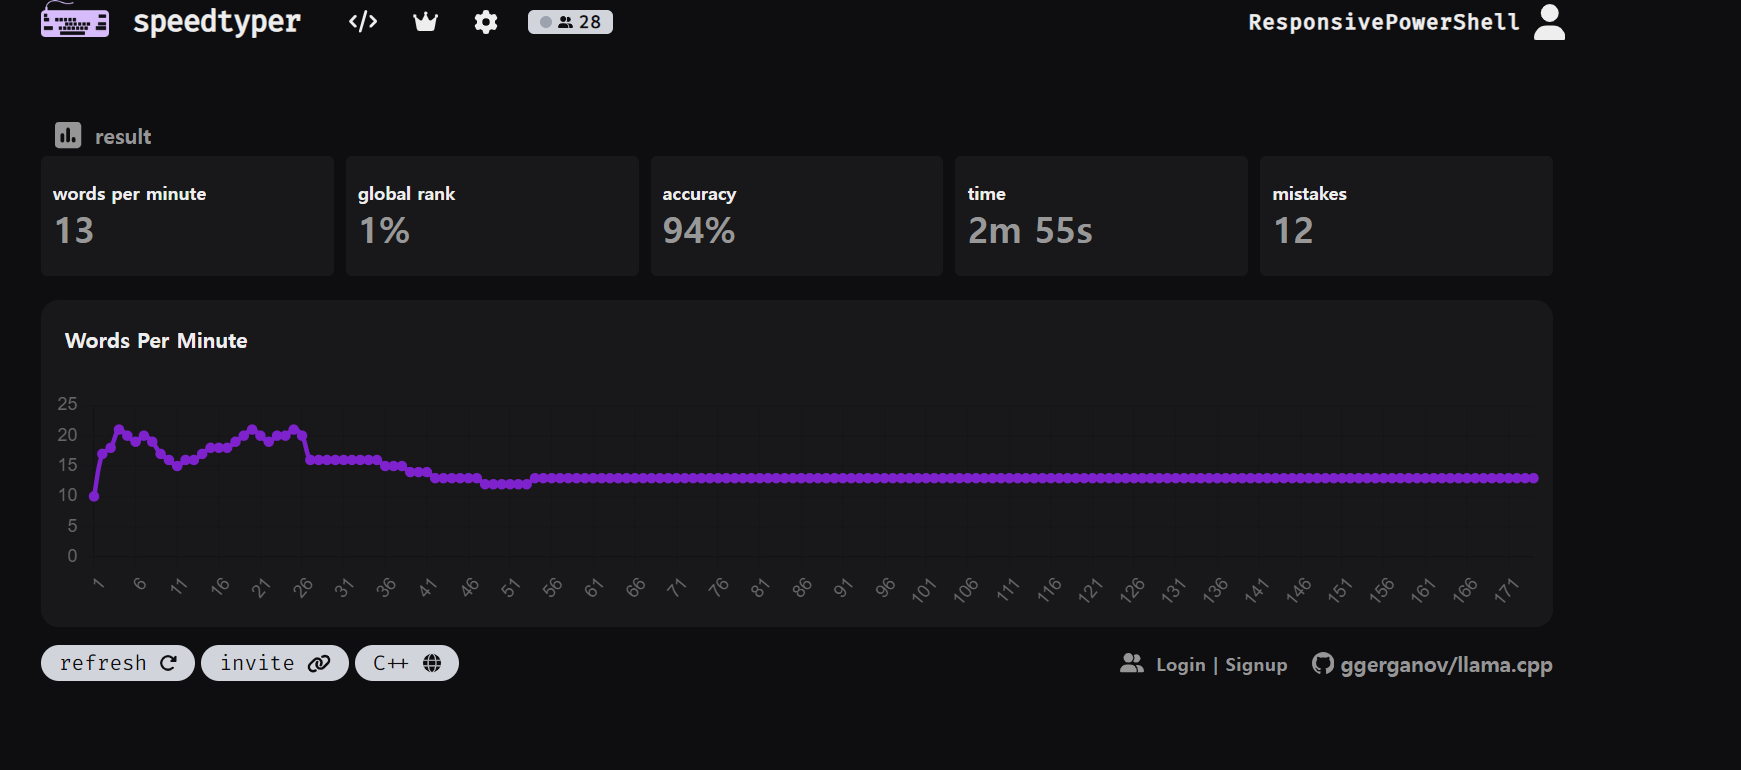 speedtyper </> 28 ResponsivePowerShell
result
words per minute
13
global rank
1%
accuracy
94%
time
2m 55s
mistakes
12
Words Per Minute
25
20
15
10
5
0
1 6 11 16 21 26 31 36 41 46 51 56 61 66 71 76 81 86 91 96 101 106 111 116 121 126 131 136 141 146 151 156 161 166 171
refresh invite C++ Login | Signup ggerganov/llama.cpp